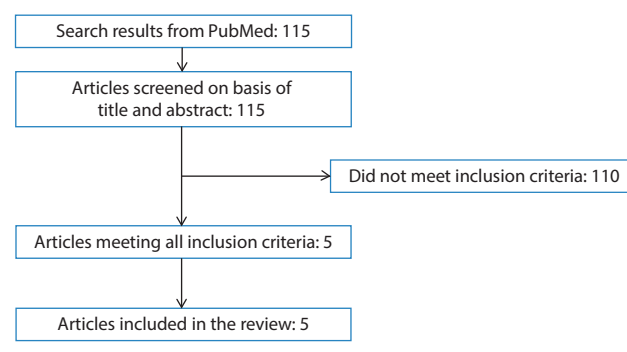 Search results from PubMed: 115
Articles screened on basis of
title and abstract: 115
Did not meet inclusion criteria: 110
Articles meeting all inclusion criteria: 5
Articles included in the review: 5